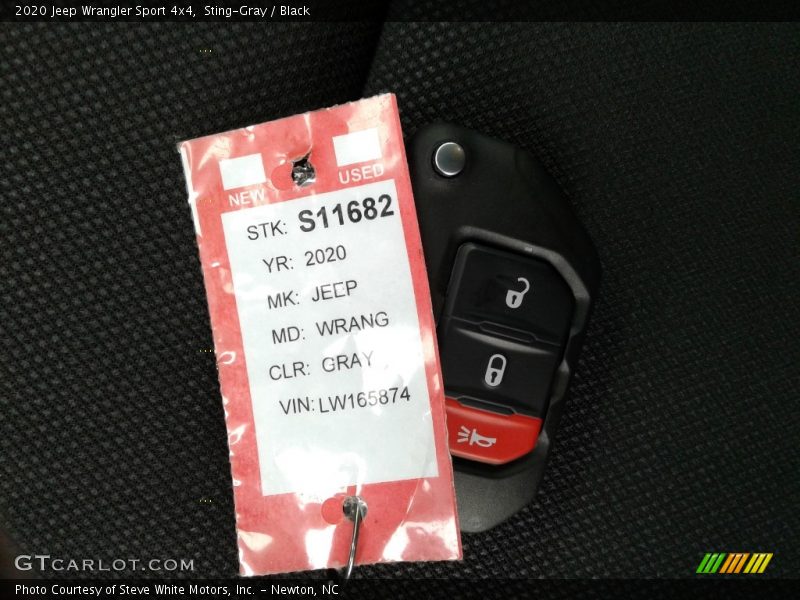 2020 Jeep Wrangler Sport 4x4,  Sting-Gray / Black
NEW
USED
STK: S11682
YR: 2020
MK: JEEP
MD: WRANG
CLR: GRAY
VIN: LW165874
GTCARLOT.COM
Photo Courtesy of Steve White Motors, Inc. - Newton, NC